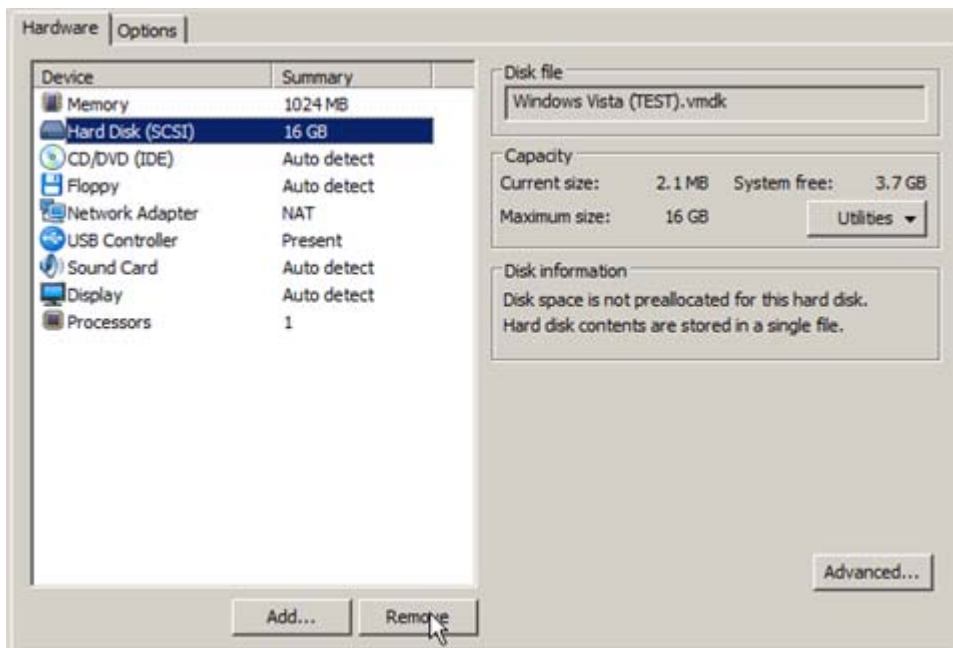 Hardware Options
Device Summary
Memory 1024 MB
Hard Disk (SCSI) 16 GB
CD/DVD (IDE) Auto detect
Floppy Auto detect
Network Adapter NAT
USB Controller Present
Sound Card Auto detect
Display Auto detect
Processors 1
Add... Remove
Disk file
Windows Vista (TEST).vmdk
Capacity
Current size: 2.1 MB System free: 3.7 GB
Maximum size: 16 GB Utilities
Disk information
Disk space is not preallocated for this hard disk.
Hard disk contents are stored in a single file.
Advanced...